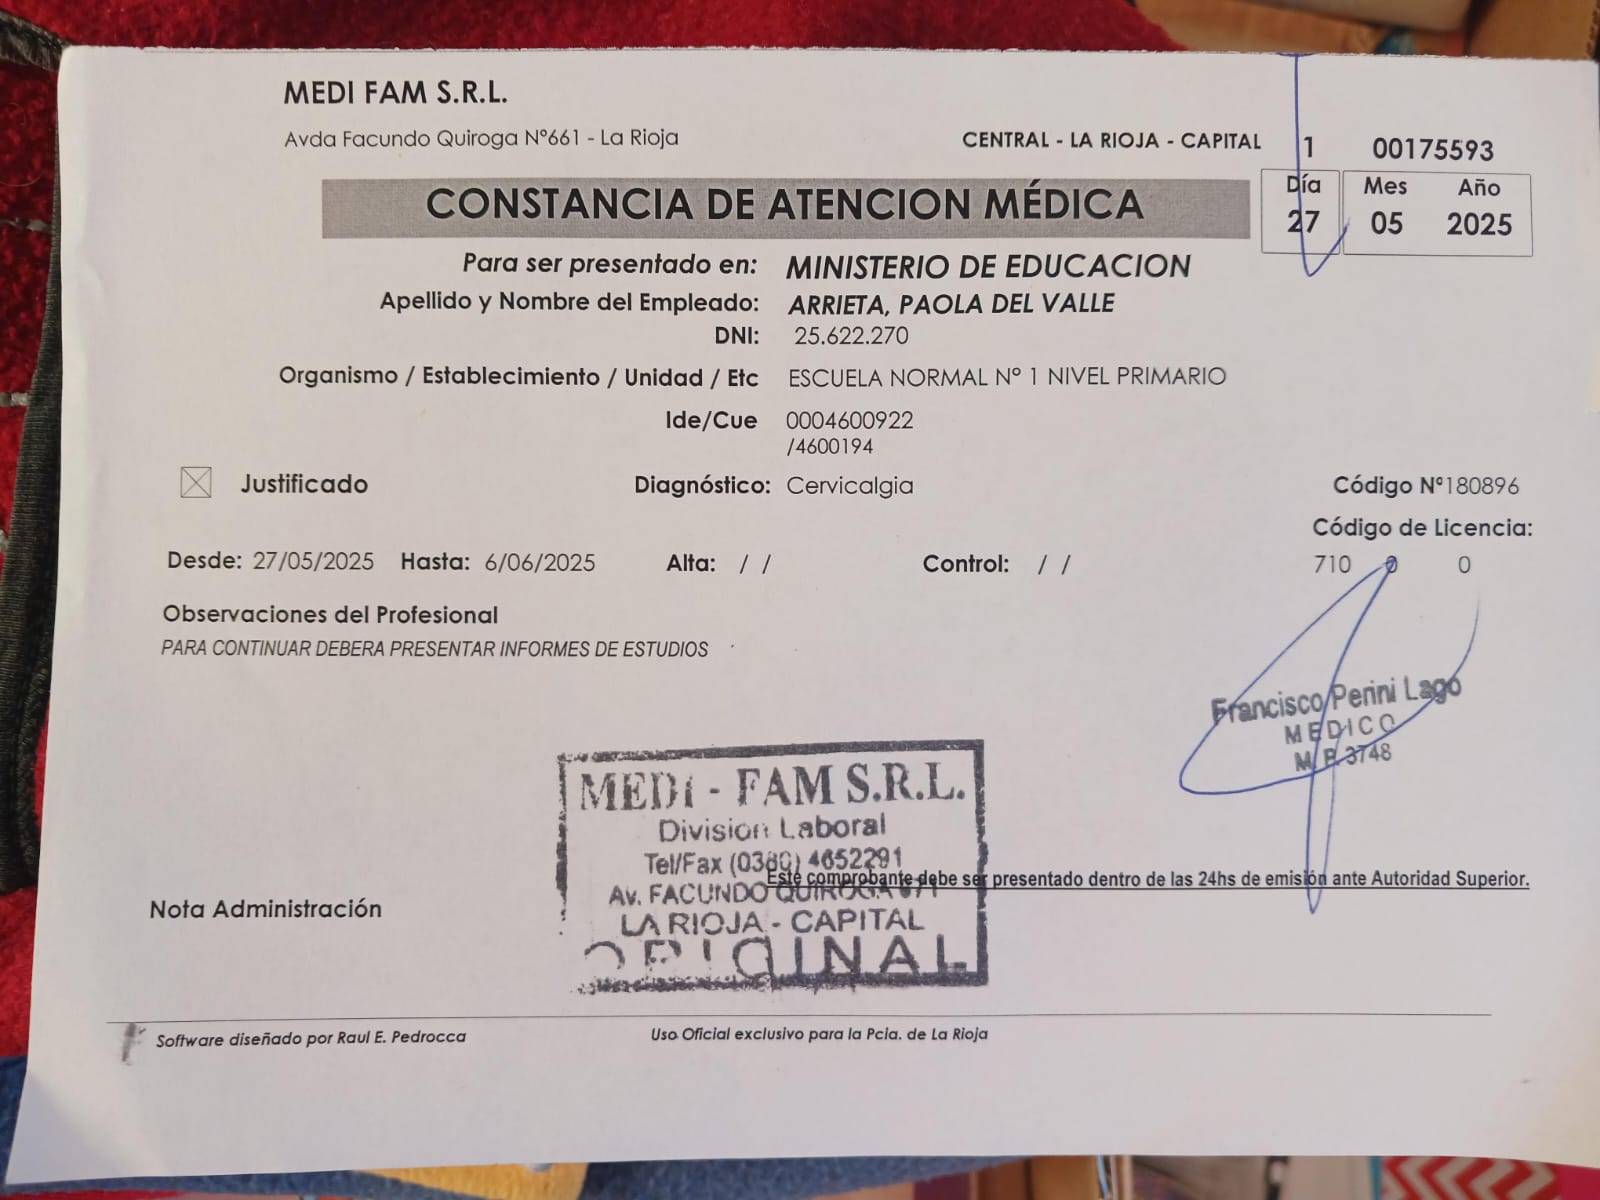 MEDI FAM S.R.L.
Avda Facundo Quiroga Nº661 - La Rioja
CENTRAL - LA RIOJA - CAPITAL 1 00175593
CONSTANCIA DE ATENCION MÉDICA
Día Mes Año
27 05 2025
Para ser presentado en: MINISTERIO DE EDUCACION
Apellido y Nombre del Empleado: ARRIETA, PAOLA DEL VALLE
DNI: 25.622.270
Organismo / Establecimiento / Unidad / Etc ESCUELA NORMAL Nº 1 NIVEL PRIMARIO
Ide/Cue 0004600922
/4600194
Justificado Diagnóstico: Cervicalgia Código Nº180896
Código de Licencia:
Desde: 27/05/2025 Hasta: 6/06/2025 Alta: / / Control: / / 710 0 0
Observaciones del Profesional
PARA CONTINUAR DEBERA PRESENTAR INFORMES DE ESTUDIOS
Francisco Perini Lago
MEDICO
M.P. 3748
MEDI - FAM S.R.L.
Division Laboral
Tel/Fax (0380) 4652291
Este comprobante debe ser presentado dentro de las 24hs de emisión ante Autoridad Superior.
Av. FACUNDO QUIROGA 671
LA RIOJA - CAPITAL
ORIGINAL
Nota Administración
Software diseñado por Raul E. Pedrocca
Uso Oficial exclusivo para la Pcia. de La Rioja